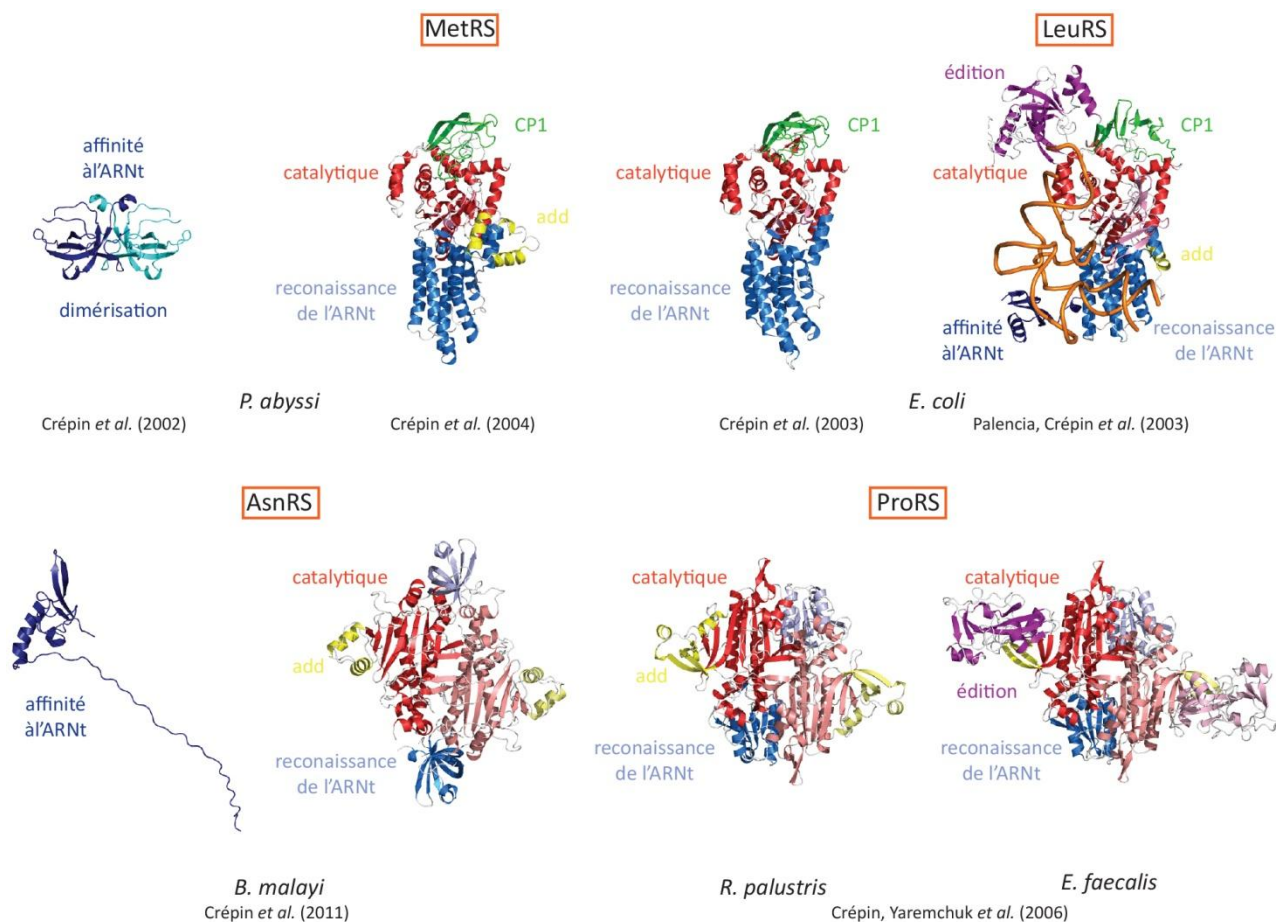 MetRS
LeuRS
affinité
àl'ARNt
dimérisation
catalytique
CP1
add
reconaissance
de l'ARNt
catalytique
CP1
reconaissance
de l'ARNt
édition
CP1
catalytique
add
affinité
àl'ARNt
reconaissance
de l'ARNt
P. abyssi
E. coli
Crépin et al. (2002)
Crépin et al. (2004)
Crépin et al. (2003)
Palencia, Crépin et al. (2003)
AsnRS
ProRS
affinité
àl'ARNt
catalytique
add
reconaissance
de l'ARNt
catalytique
add
reconaissance
de l'ARNt
catalytique
édition
reconaissance
de l'ARNt
B. malayi
Crépin et al. (2011)
R. palustris
E. faecalis
Crépin, Yaremchuk et al. (2006)